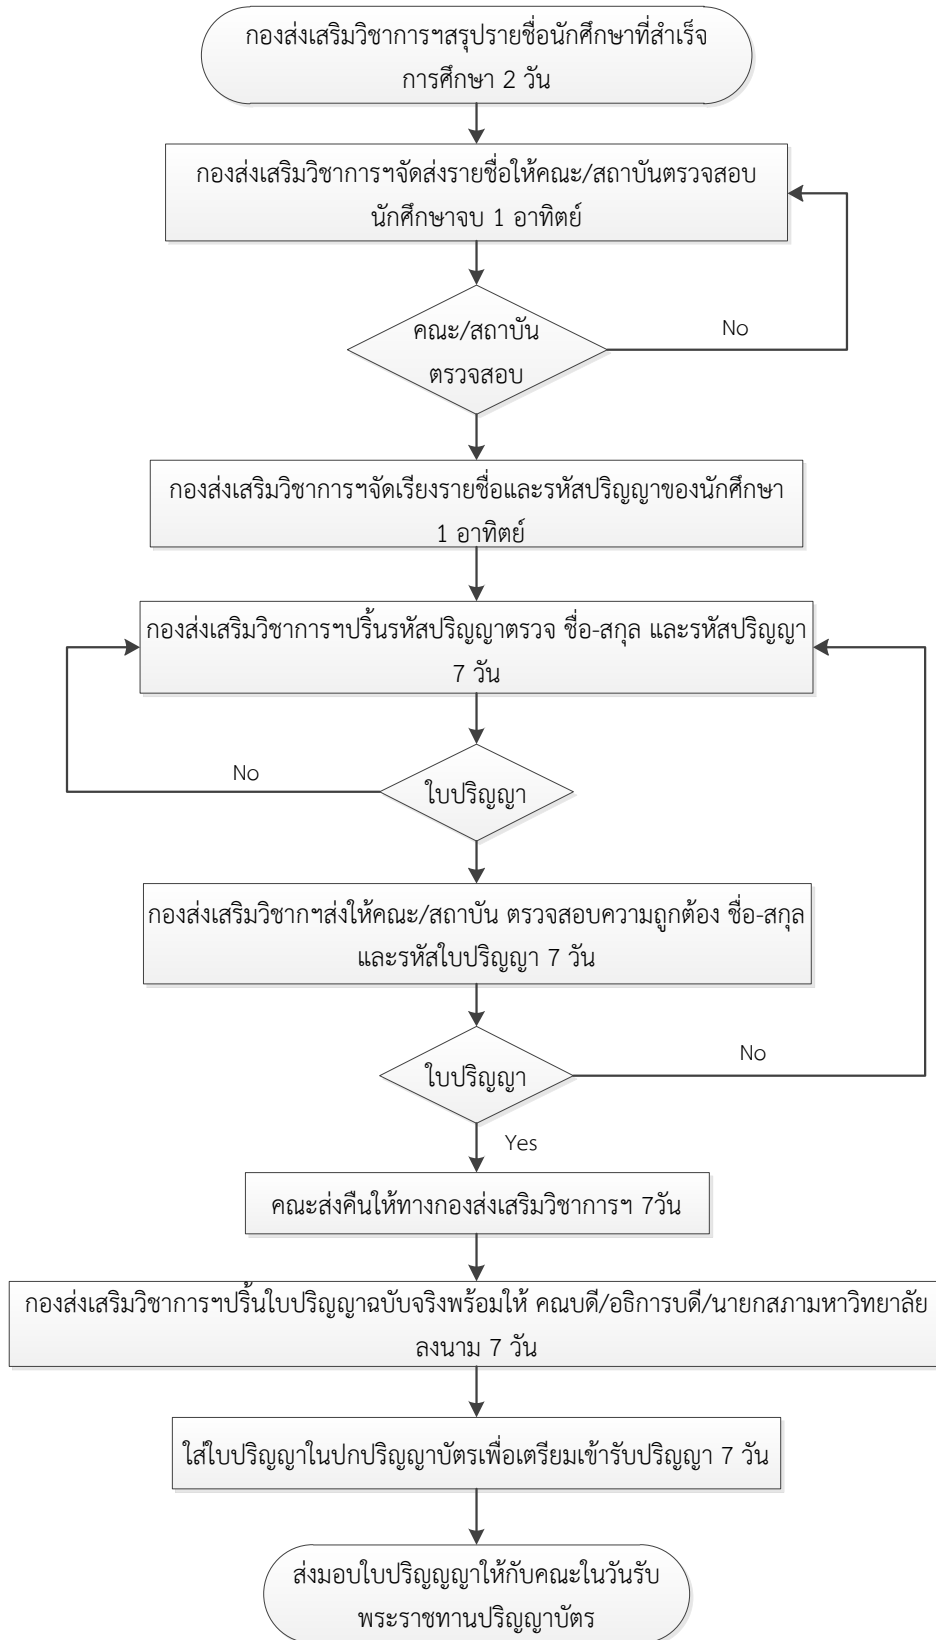 กองส่งเสริมวิชาการฯสรุปรายชื่อนักศึกษาที่สำเร็จ
การศึกษา 2 วัน
กองส่งเสริมวิชาการฯจัดส่งรายชื่อให้คณะ/สถาบันตรวจสอบ
นักศึกษาจบ 1 อาทิตย์
คณะ/สถาบัน
ตรวจสอบ
No
กองส่งเสริมวิชาการฯจัดเรียงรายชื่อและรหัสปริญญาของนักศึกษา
1 อาทิตย์
กองส่งเสริมวิชาการฯปริ้นรหัสปริญญาตรวจ ชื่อ-สกุล และรหัสปริญญา
7 วัน
No
ใบปริญญา
กองส่งเสริมวิชากฯส่งให้คณะ/สถาบัน ตรวจสอบความถูกต้อง ชื่อ-สกุล
และรหัสใบปริญญา 7 วัน
No
ใบปริญญา
Yes
คณะส่งคืนให้ทางกองส่งเสริมวิชาการฯ 7วัน
กองส่งเสริมวิชาการฯปริ้นใบปริญญาฉบับจริงพร้อมให้ คณบดี/อธิการบดี/นายกสภามหาวิทยาลัย
ลงนาม 7 วัน
ใส่ใบปริญญาในปกปริญญาบัตรเพื่อเตรียมเข้ารับปริญญา 7 วัน
ส่งมอบใบปริญญญาให้กับคณะในวันรับ
พระราชทานปริญญาบัตร